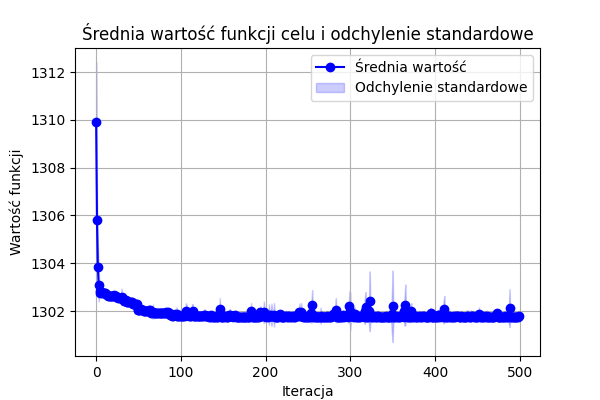 Średnia wartość funkcji celu i odchylenie standardowe
Średnia wartość
Odchylenie standardowe
Wartość funkcji
1312
1310
1308
1306
1304
1302
0 100 200 300 400 500
Iteracja